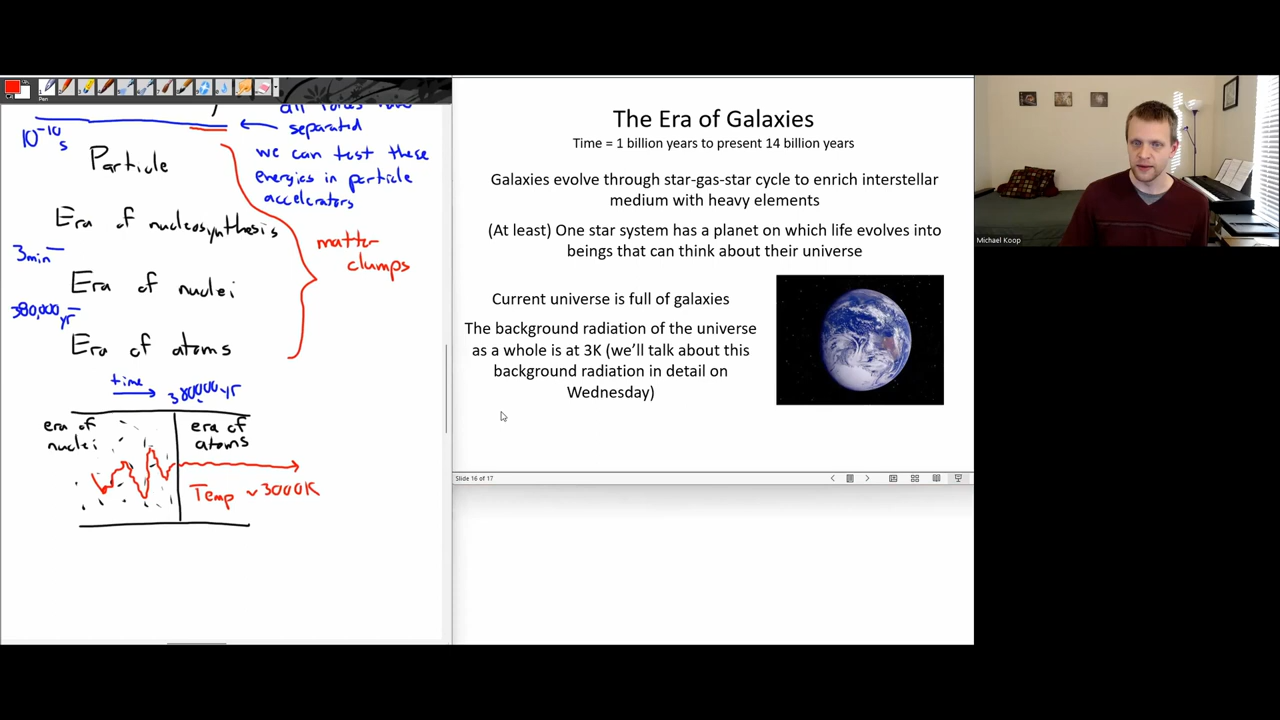 Pen
all forces now
separated
10^-10 s
we can test these
energies in particle
accelerators
Particle
Era of nucleosynthesis
matter
clumps
3min
Era of nuclei
380,000 yr
Era of atoms
time
380000 yr
era of
nuclei
era of
atoms
Temp ~3000K
The Era of Galaxies
Time = 1 billion years to present 14 billion years
Galaxies evolve through star-gas-star cycle to enrich interstellar
medium with heavy elements
(At least) One star system has a planet on which life evolves into
beings that can think about their universe
Current universe is full of galaxies
The background radiation of the universe
as a whole is at 3K (we’ll talk about this
background radiation in detail on
Wednesday)
Slide 16 of 17
Michael Koop